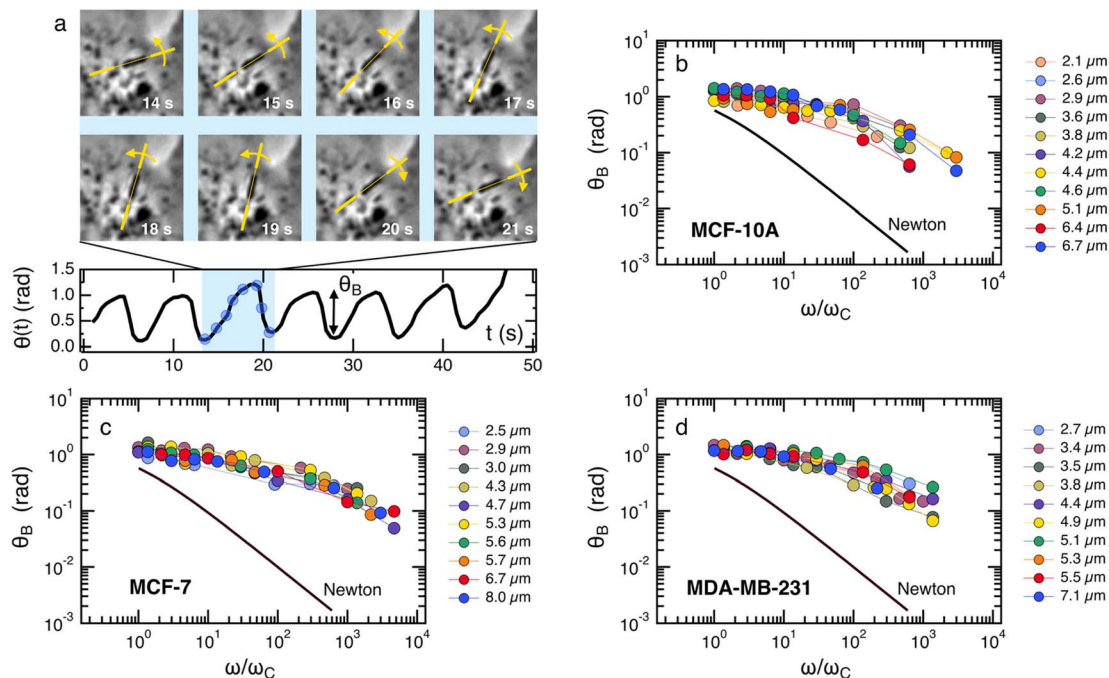 a
14 s
15 s
16 s
17 s
18 s
19 s
20 s
21 s
θ(t) (rad)
1.5
1.0
0.5
0.0
θB
t (s)
0
10
20
30
40
50
b
θB (rad)
10¹
10⁰
10⁻¹
10⁻²
10⁻³
Newton
MCF-10A
10⁰
10¹
10²
10³
10⁴
ω/ωC
2.1 µm
2.6 µm
2.9 µm
3.6 µm
3.8 µm
4.2 µm
4.4 µm
4.6 µm
5.1 µm
6.4 µm
6.7 µm
c
θB (rad)
10¹
10⁰
10⁻¹
10⁻²
10⁻³
Newton
MCF-7
10⁰
10¹
10²
10³
10⁴
ω/ωC
2.5 µm
2.9 µm
3.0 µm
4.3 µm
4.7 µm
5.3 µm
5.6 µm
5.7 µm
6.7 µm
8.0 µm
d
θB (rad)
10¹
10⁰
10⁻¹
10⁻²
10⁻³
Newton
MDA-MB-231
10⁰
10¹
10²
10³
10⁴
ω/ωC
2.7 µm
3.4 µm
3.5 µm
3.8 µm
4.4 µm
4.9 µm
5.1 µm
5.3 µm
5.5 µm
7.1 µm